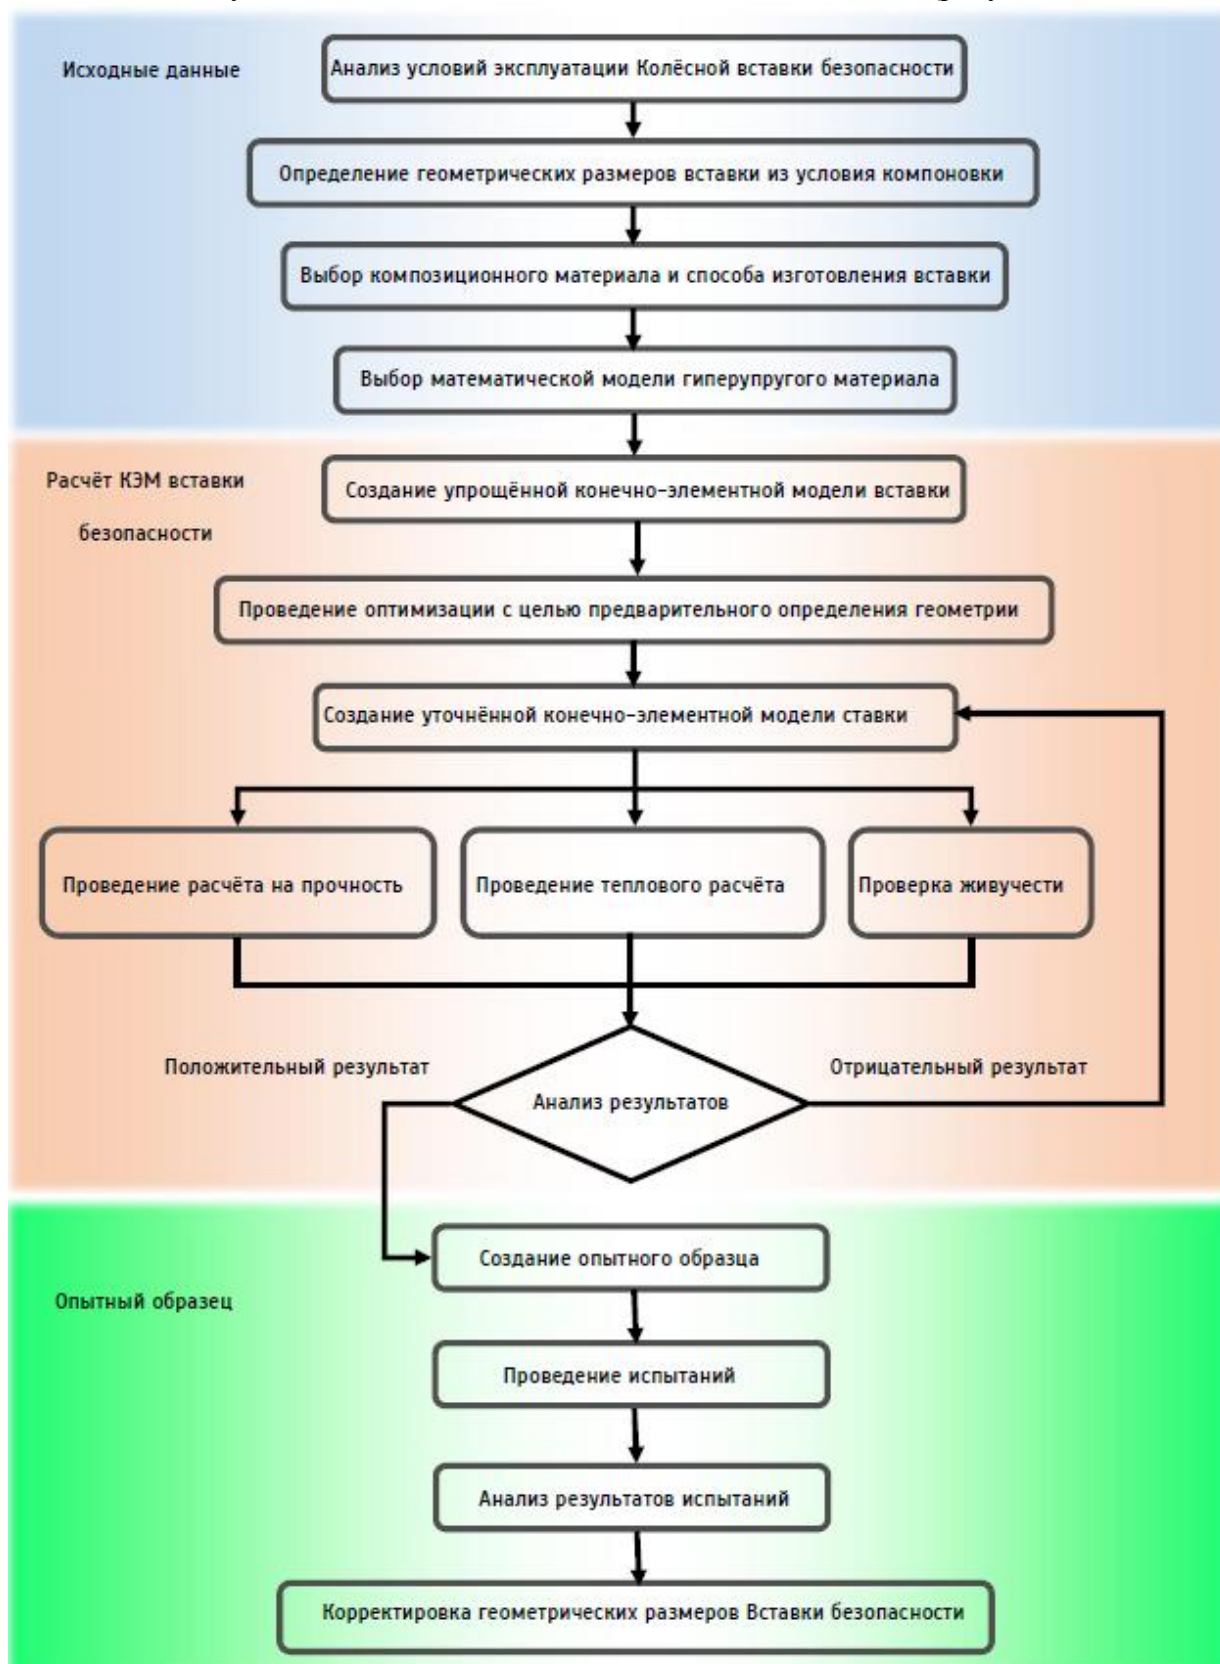 Исходные данные
Анализ условий эксплуатации Колёсной вставки безопасности
Определение геометрических размеров вставки из условия компоновки
Выбор композиционного материала и способа изготовления вставки
Выбор математической модели гиперупругого материала
Расчёт КЭМ вставки
безопасности
Создание упрощённой конечно-элементной модели вставки
Проведение оптимизации с целью предварительного определения геометрии
Создание уточнённой конечно-элементной модели ставки
Проведение расчёта на прочность
Проведение теплового расчёта
Проверка живучести
Положительный результат
Отрицательный результат
Анализ результатов
Создание опытного образца
Опытный образец
Проведение испытаний
Анализ результатов испытаний
Корректировка геометрических размеров Вставки безопасности